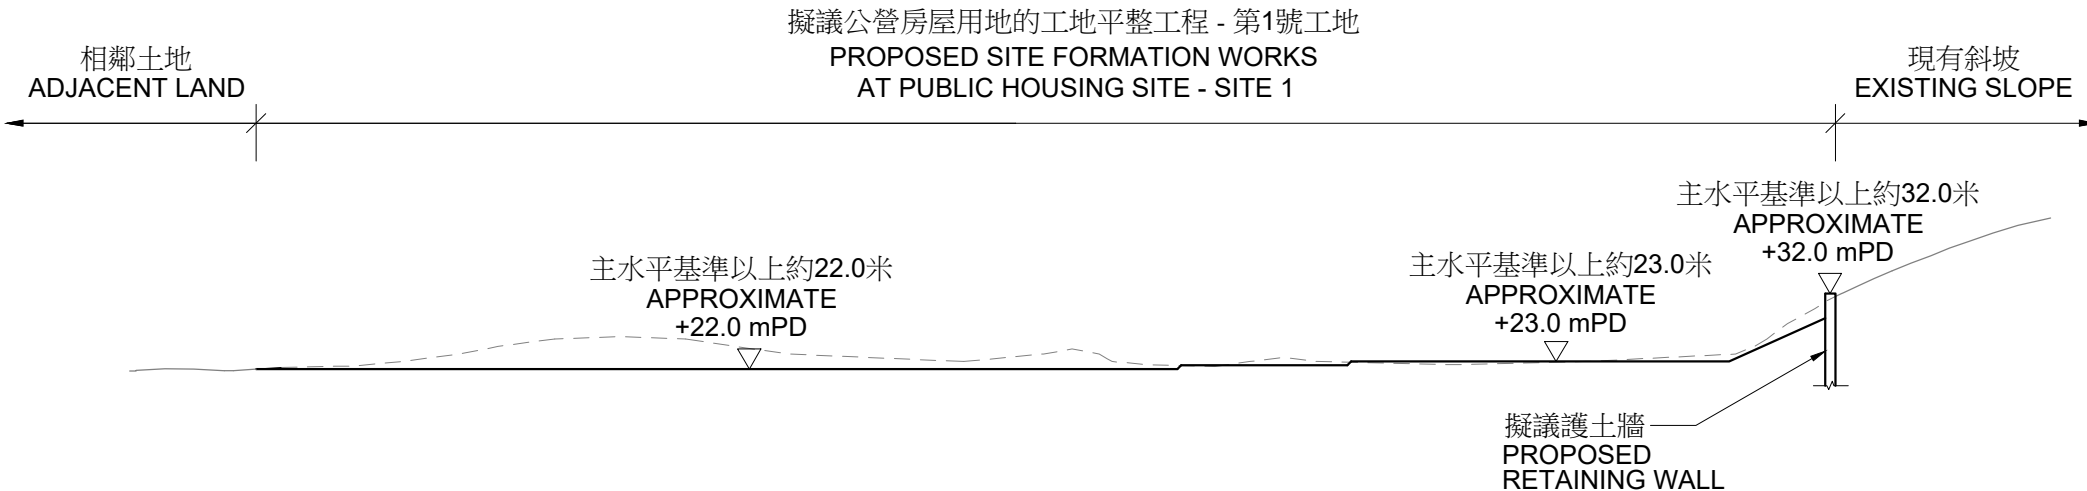 擬議公營房屋用地的工地平整工程 - 第1號工地
PROPOSED SITE FORMATION WORKS
AT PUBLIC HOUSING SITE - SITE 1
相鄰土地
ADJACENT LAND
現有斜坡
EXISTING SLOPE
主水平基準以上約22.0米
APPROXIMATE
+22.0 mPD
主水平基準以上約23.0米
APPROXIMATE
+23.0 mPD
主水平基準以上約32.0米
APPROXIMATE
+32.0 mPD
擬議護土牆
PROPOSED
RETAINING WALL